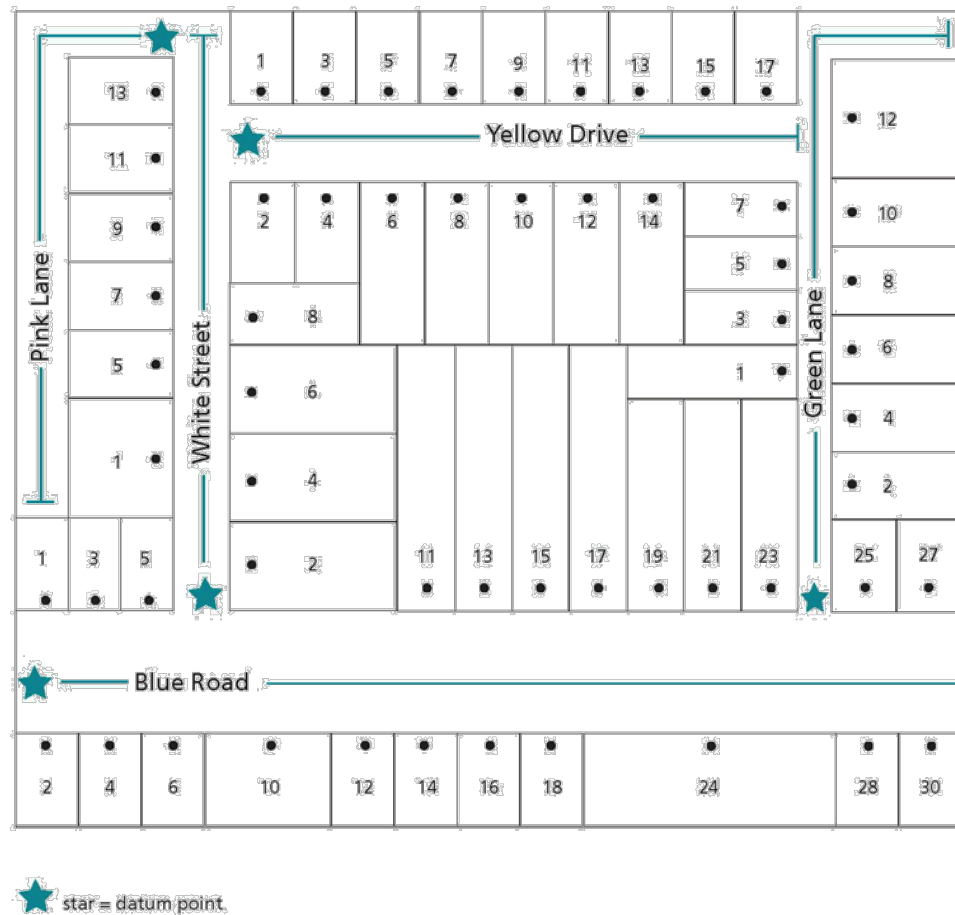 1 3 5 7 9 11 13 15 17
13
12
Yellow Drive
11
7
10
2 4 6 8 10 12 14
9
5
8
7
8
3
Pink Lane
White Street
Green Lane
6
5
1
6
4
1
4
2
2
1 3 5
11 13 15 17 19 21 23
25 27
Blue Road
2 4 6 10 12 14 16 18 24 28 30
star = datum point